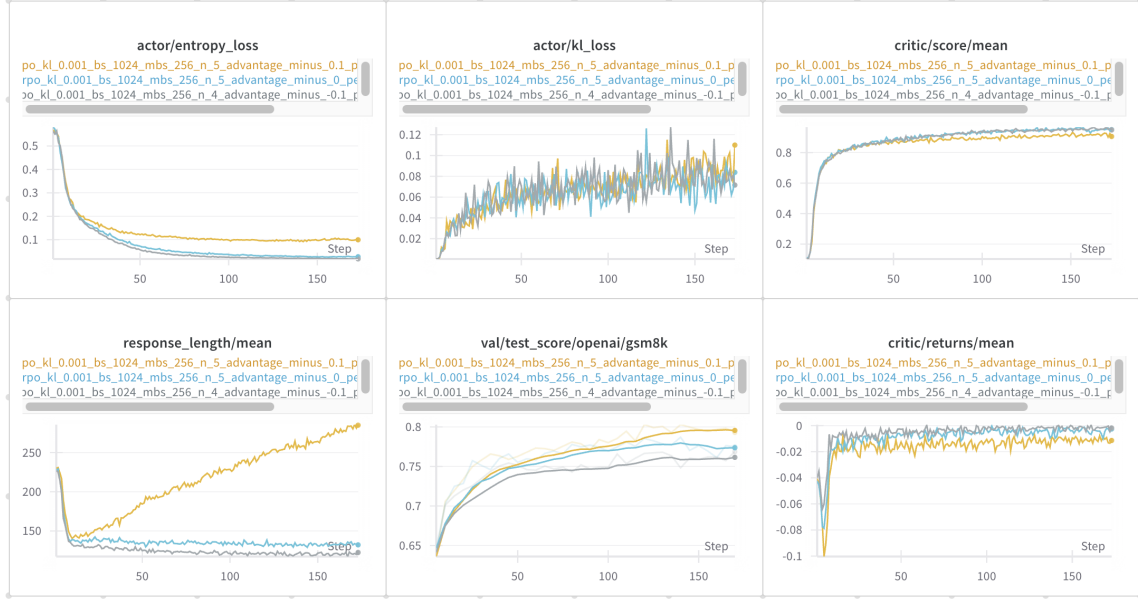 actor/entropy_loss
po_kl_0.001_bs_1024_mbs_256_n_5_advantage_minus_0.1_p
rpo_kl_0.001_bs_1024_mbs_256_n_5_advantage_minus_0_pe
po_kl_0.001_bs_1024_mbs_256_n_4_advantage_minus_-0.1_p
0.5
0.4
0.3
0.2
0.1
Step
50
100
150
actor/kl_loss
po_kl_0.001_bs_1024_mbs_256_n_5_advantage_minus_0.1_p
rpo_kl_0.001_bs_1024_mbs_256_n_5_advantage_minus_0_pe
po_kl_0.001_bs_1024_mbs_256_n_4_advantage_minus_-0.1_p
0.12
0.1
0.08
0.06
0.04
0.02
Step
50
100
150
critic/score/mean
po_kl_0.001_bs_1024_mbs_256_n_5_advantage_minus_0.1_p
rpo_kl_0.001_bs_1024_mbs_256_n_5_advantage_minus_0_pe
po_kl_0.001_bs_1024_mbs_256_n_4_advantage_minus_-0.1_p
0.8
0.6
0.4
0.2
Step
50
100
150
response_length/mean
po_kl_0.001_bs_1024_mbs_256_n_5_advantage_minus_0.1_p
rpo_kl_0.001_bs_1024_mbs_256_n_5_advantage_minus_0_pe
po_kl_0.001_bs_1024_mbs_256_n_4_advantage_minus_-0.1_p
250
200
150
Step
50
100
150
val/test_score/openai/gsm8k
po_kl_0.001_bs_1024_mbs_256_n_5_advantage_minus_0.1_p
rpo_kl_0.001_bs_1024_mbs_256_n_5_advantage_minus_0_pe
po_kl_0.001_bs_1024_mbs_256_n_4_advantage_minus_-0.1_p
0.8
0.75
0.7
0.65
Step
50
100
150
critic/returns/mean
po_kl_0.001_bs_1024_mbs_256_n_5_advantage_minus_0.1_p
rpo_kl_0.001_bs_1024_mbs_256_n_5_advantage_minus_0_pe
po_kl_0.001_bs_1024_mbs_256_n_4_advantage_minus_-0.1_p
0
-0.02
-0.04
-0.06
-0.08
-0.1
Step
50
100
150